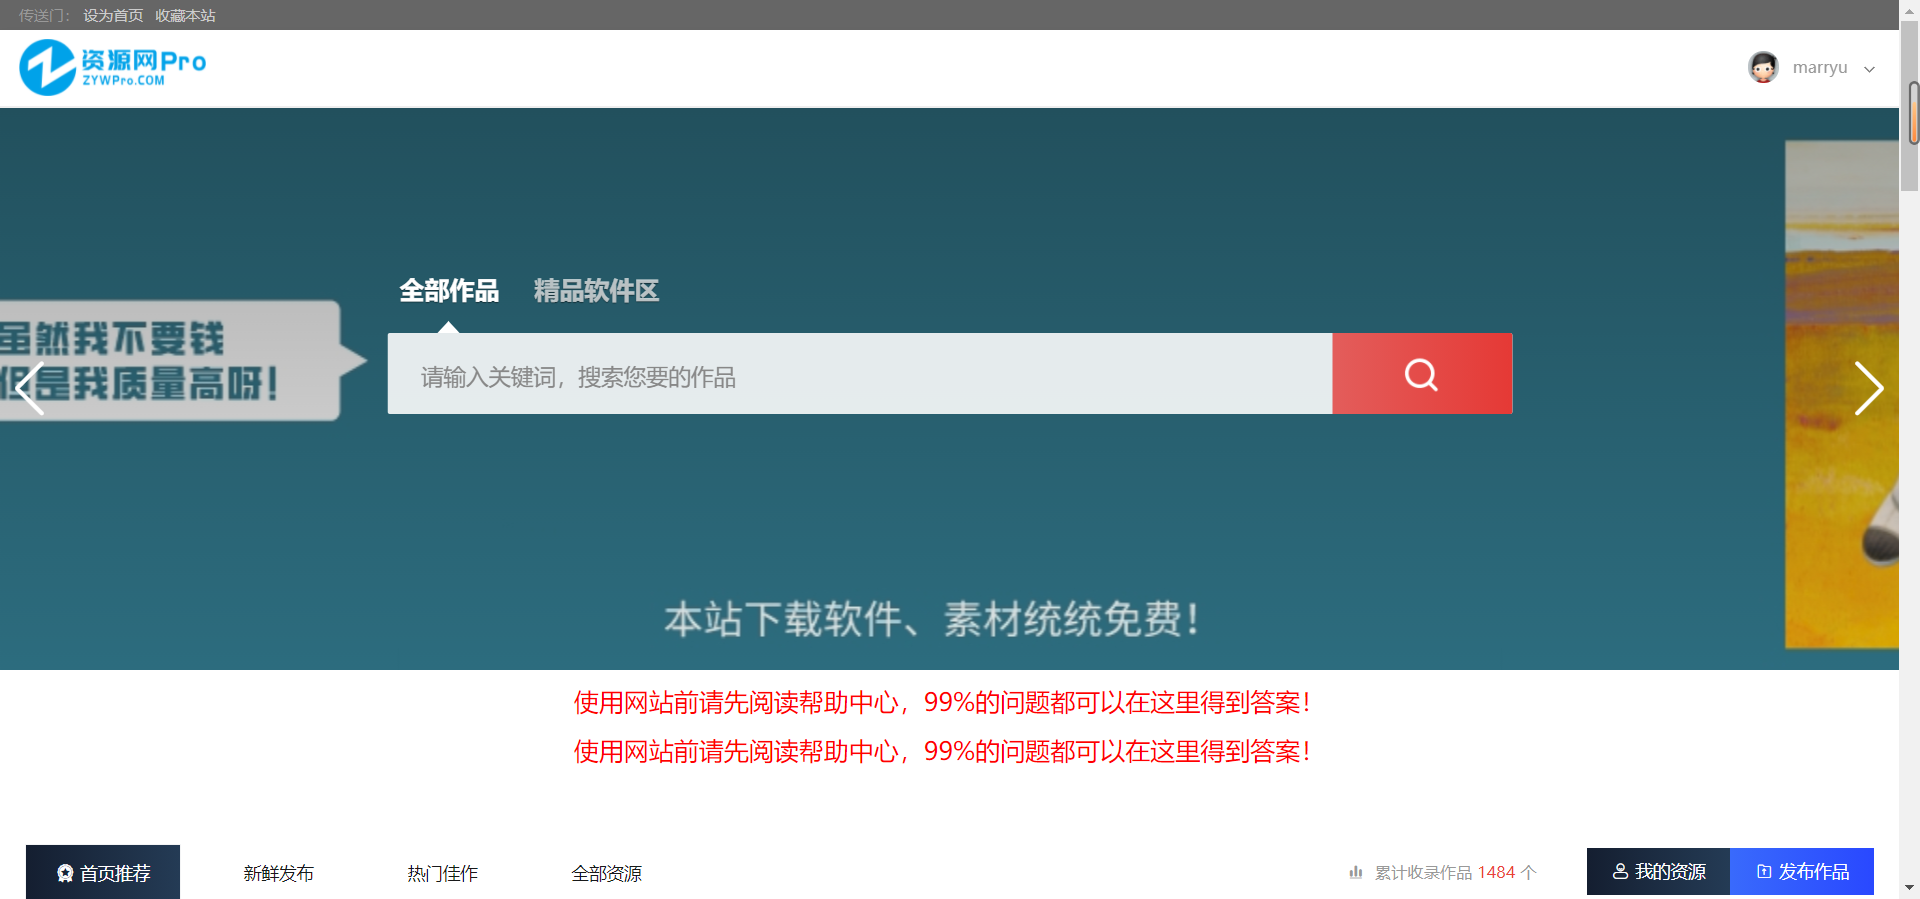 传送门： 设为首页 收藏本站
资源网Pro
ZYWPro.COM
marryu
全部作品 精品软件区
虽然我不要钱
但是我质量高呀！
请输入关键词，搜索您要的作品
本站下载软件、素材统统免费！
使用网站前请先阅读帮助中心，99%的问题都可以在这里得到答案！
使用网站前请先阅读帮助中心，99%的问题都可以在这里得到答案！
首页推荐 新鲜发布 热门佳作 全部资源 累计收录作品 1484 个 我的资源 发布作品